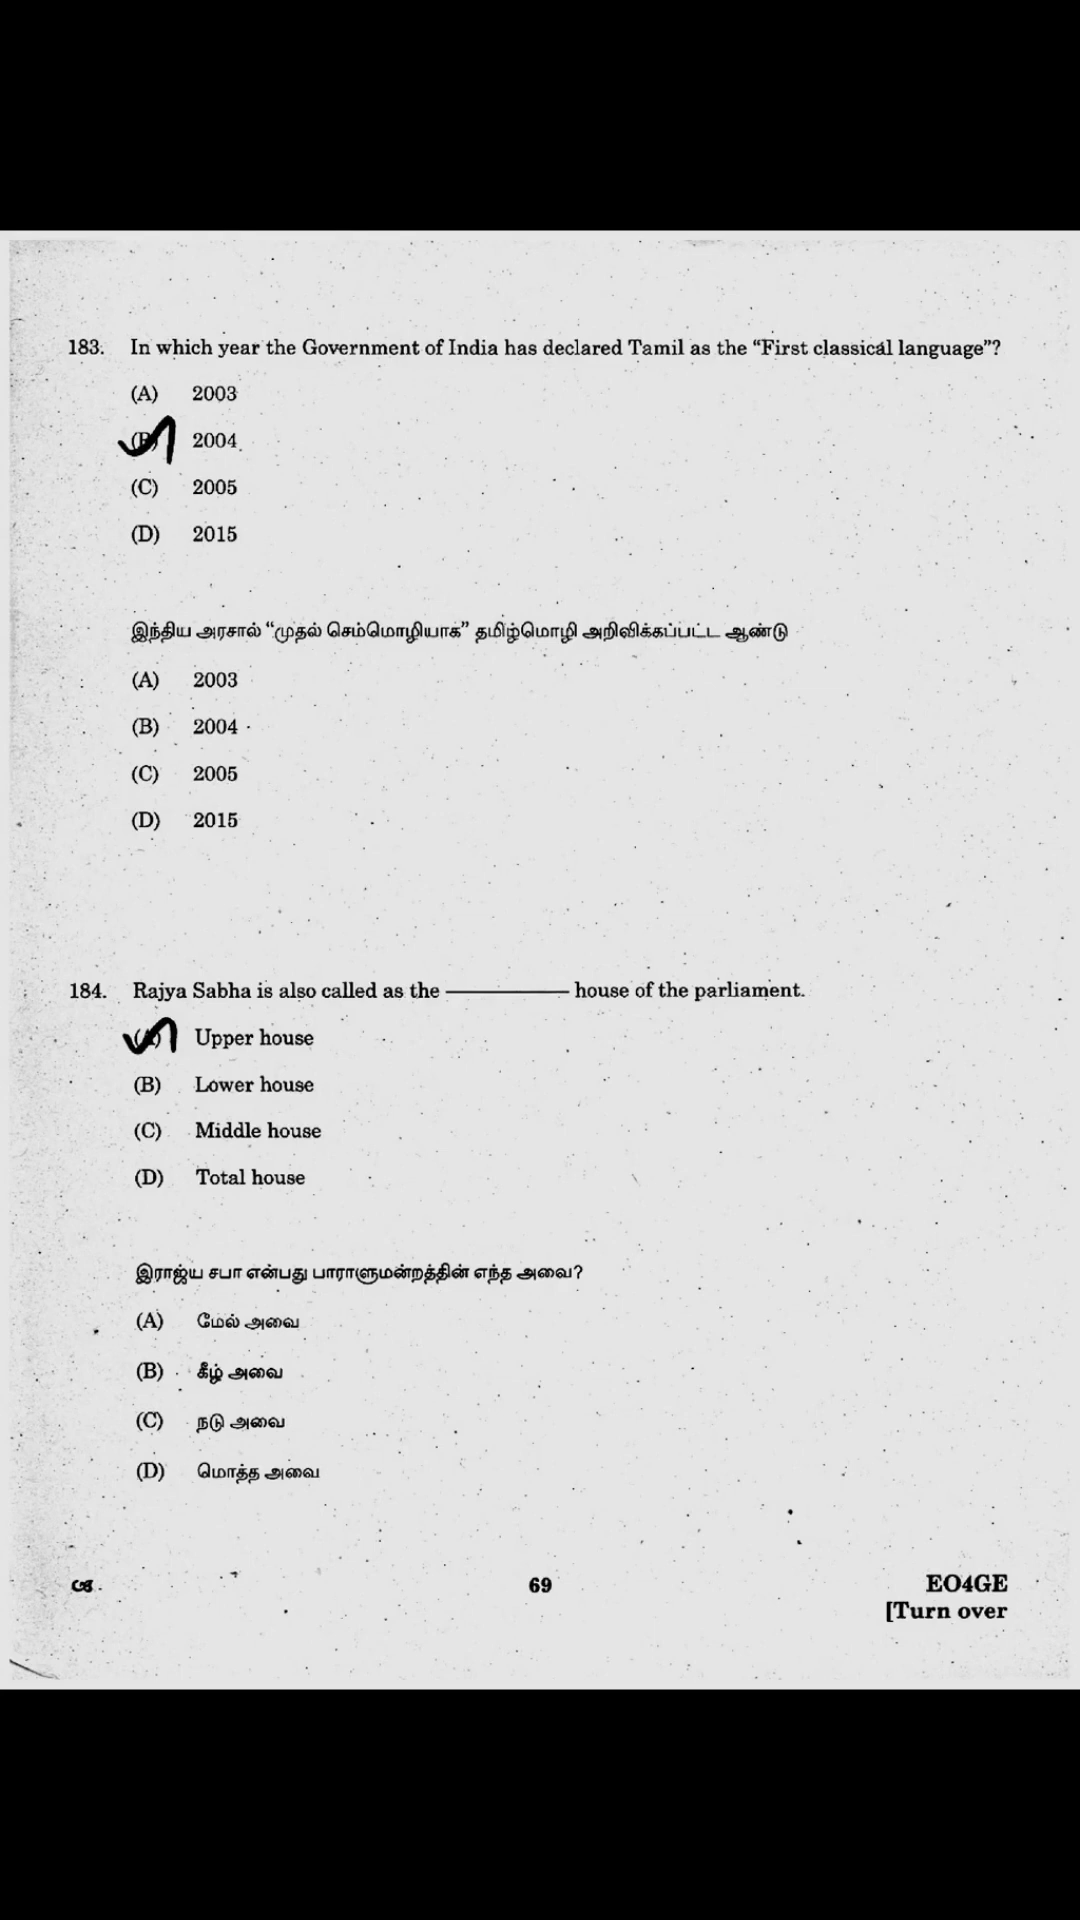 183. In which year the Government of India has declared Tamil as the “First classical language”?
(A) 2003
(B) 2004
(C) 2005
(D) 2015
இந்திய அரசால் “முதல் செம்மொழியாக” தமிழ்மொழி அறிவிக்கப்பட்ட ஆண்டு
(A) 2003
(B) 2004
(C) 2005
(D) 2015
184. Rajya Sabha is also called as the ———— house of the parliament.
(A) Upper house
(B) Lower house
(C) Middle house
(D) Total house
இராஜ்ய சபா என்பது பாராளுமன்றத்தின் எந்த அவை?
(A) மேல் அவை
(B) கீழ் அவை
(C) நடு அவை
(D) மொத்த அவை
69 EO4GE
[Turn over